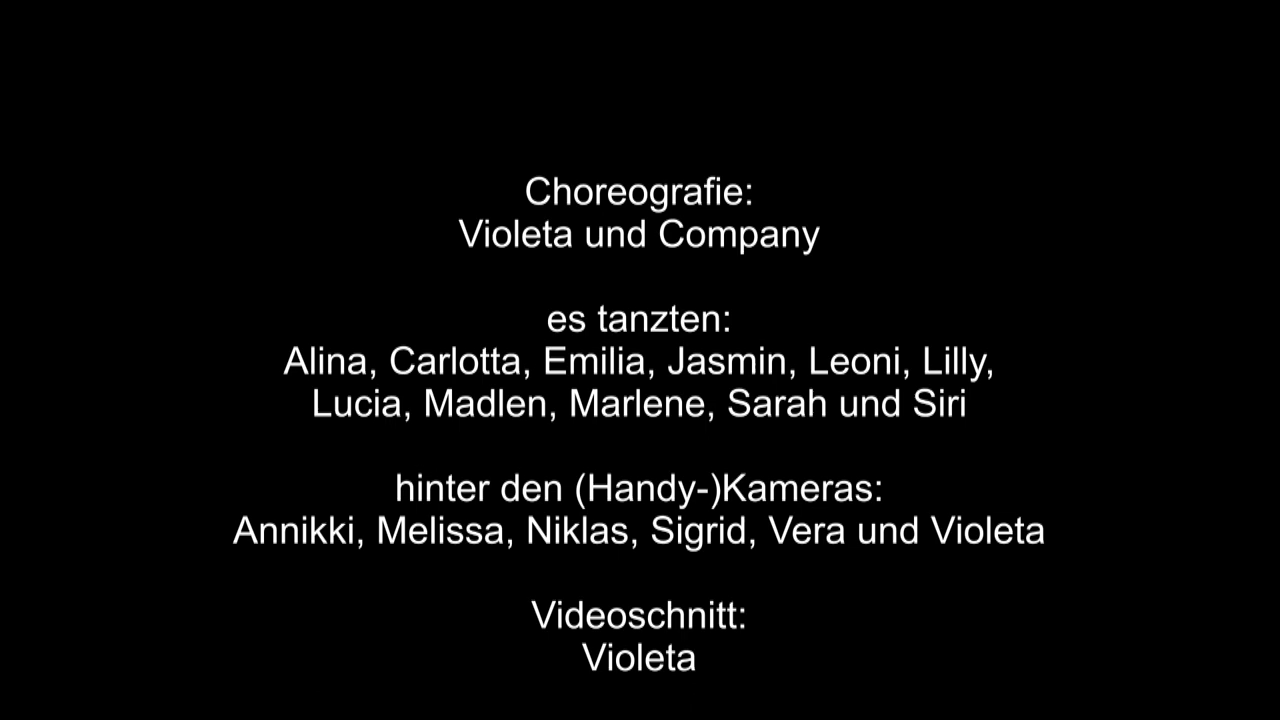 Choreografie:
Violeta und Company
es tanzten:
Alina, Carlotta, Emilia, Jasmin, Leoni, Lilly,
Lucia, Madlen, Marlene, Sarah und Siri
hinter den (Handy-)Kameras:
Annikki, Melissa, Niklas, Sigrid, Vera und Violeta
Videoschnitt:
Violeta